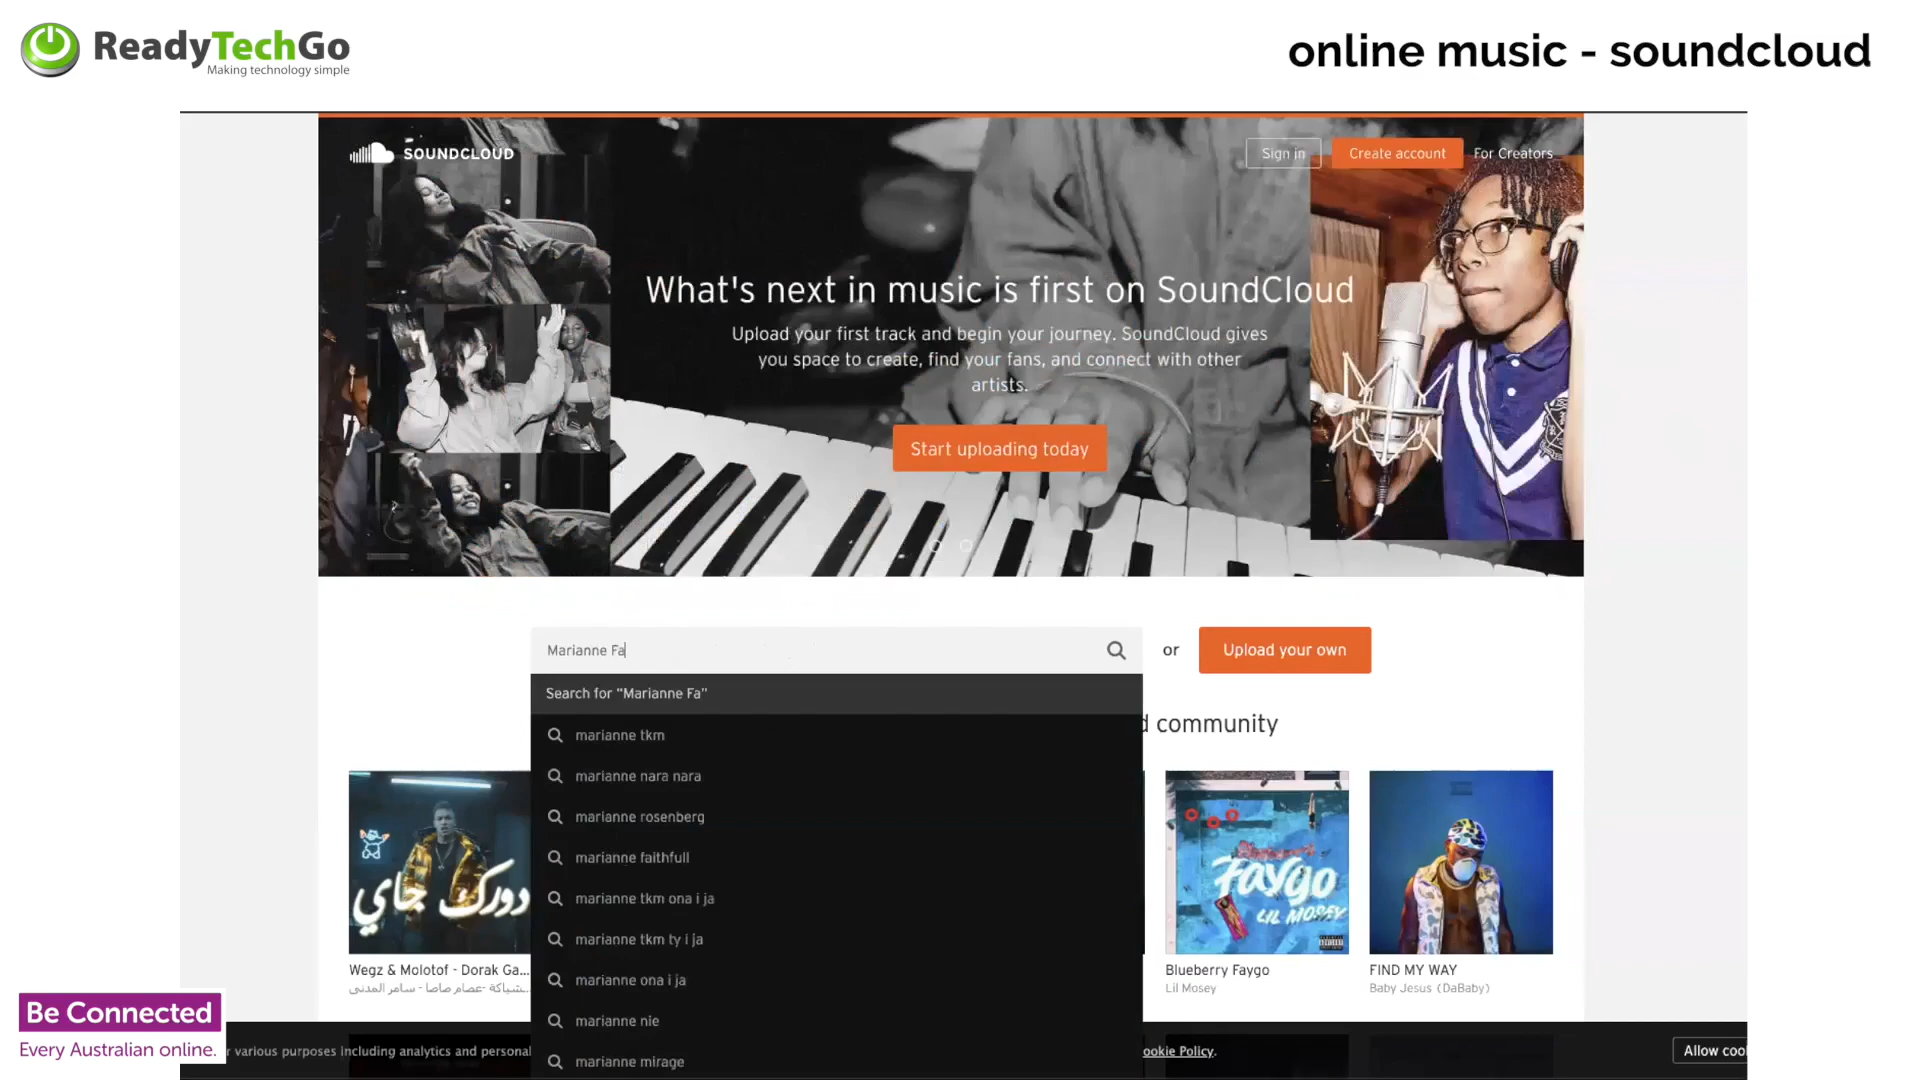 ReadyTechGo
Making technology simple
online music - soundcloud
SOUNDCLOUD
Sign in
Create account
For Creators
What's next in music is first on SoundCloud
Upload your first track and begin your journey. SoundCloud gives
you space to create, find your fans, and connect with other
artists.
Start uploading today
Marianne Fa
or
Upload your own
Search for “Marianne Fa”
community
marianne tkm
marianne nara nara
marianne rosenberg
marianne faithfull
marianne tkm ona i ja
marianne tkm ty i ja
marianne ona i ja
marianne nie
marianne mirage
دورك جاي
Faygo
LIL MOSEY
Wegz & Molotof - Dorak Ga...
عصام صاصا - سامر المدنى
Blueberry Faygo
Lil Mosey
FIND MY WAY
Baby Jesus (DaBaby)
Be Connected
Every Australian online.
r various purposes including analytics and personal
ookie Policy.
Allow coo